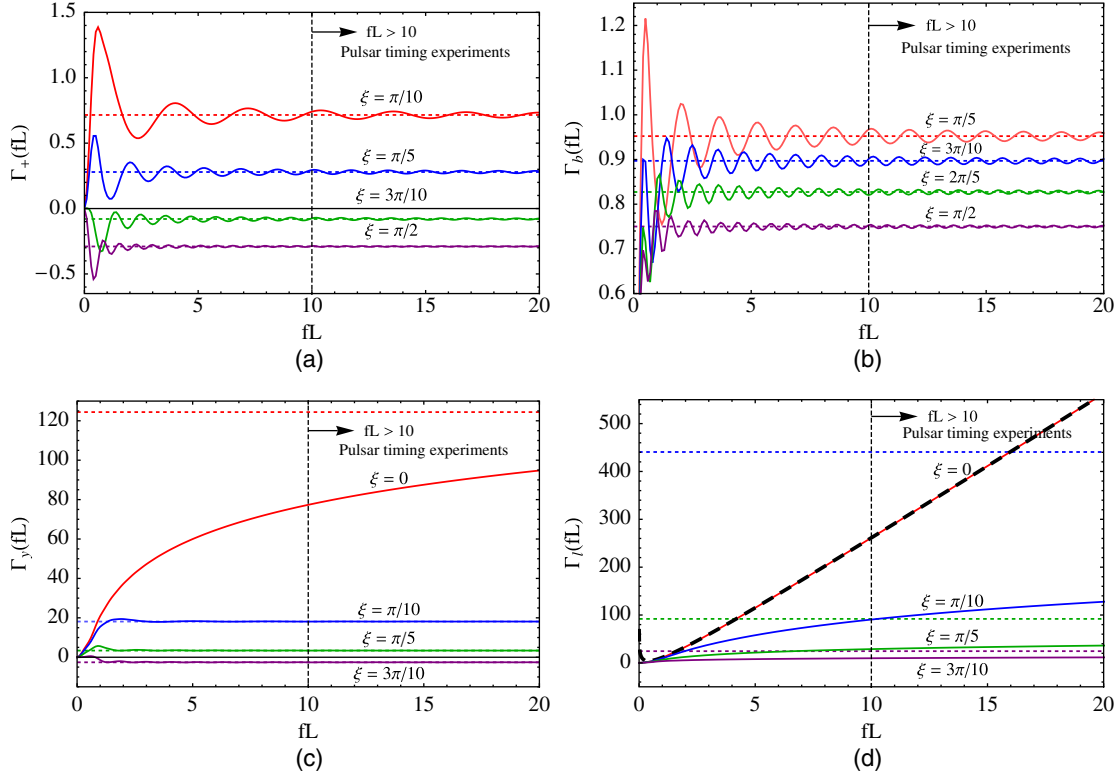 Γ₊(fL)
1.5
1.0
0.5
0.0
−0.5
fL > 10
Pulsar timing experiments
ξ = π/10
ξ = π/5
ξ = 3π/10
ξ = π/2
0 5 10 15 20
fL
(a)
Γ_b(fL)
1.2
1.1
1.0
0.9
0.8
0.7
0.6
fL > 10
Pulsar timing experiments
ξ = π/5
ξ = 3π/10
ξ = 2π/5
ξ = π/2
0 5 10 15 20
fL
(b)
Γ_y(fL)
120
100
80
60
40
20
0
fL > 10
Pulsar timing experiments
ξ = 0
ξ = π/10
ξ = π/5
ξ = 3π/10
0 5 10 15 20
fL
(c)
Γ_l(fL)
500
400
300
200
100
0
fL > 10
Pulsar timing experiments
ξ = 0
ξ = π/10
ξ = π/5
ξ = 3π/10
0 5 10 15 20
fL
(d)